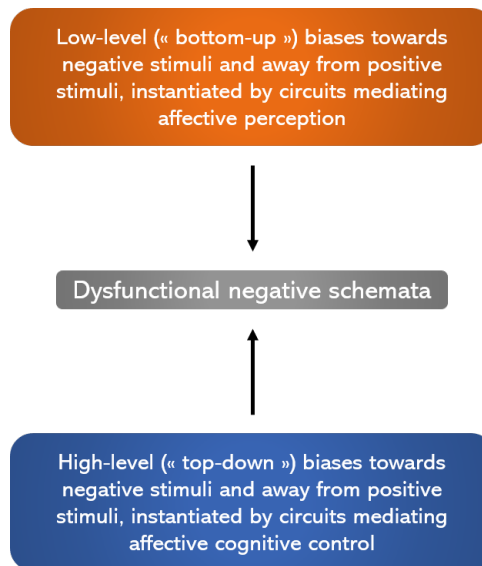 Low-level (« bottom-up ») biases towards
negative stimuli and away from positive
stimuli, instantiated by circuits mediating
affective perception
Dysfunctional negative schemata
High-level (« top-down ») biases towards
negative stimuli and away from positive
stimuli, instantiated by circuits mediating
affective cognitive control